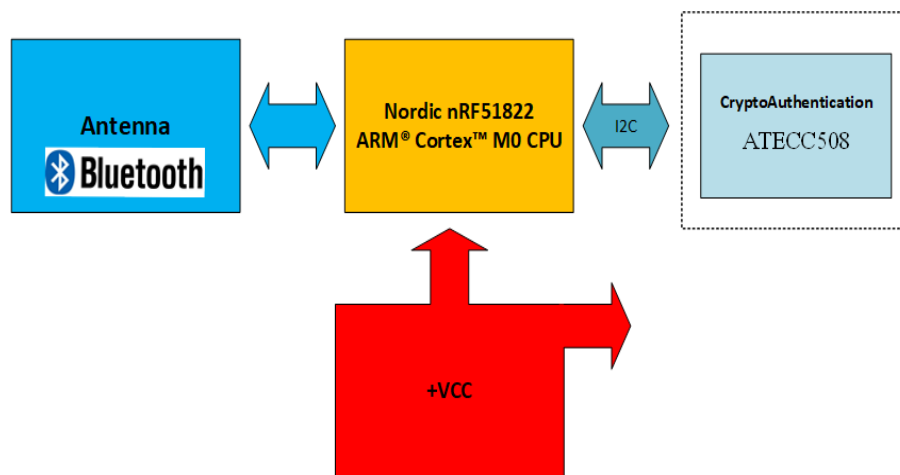 Antenna
Bluetooth
Nordic nRF51822
ARM® Cortex™ M0 CPU
I2C
CryptoAuthentication
ATECC508
+VCC